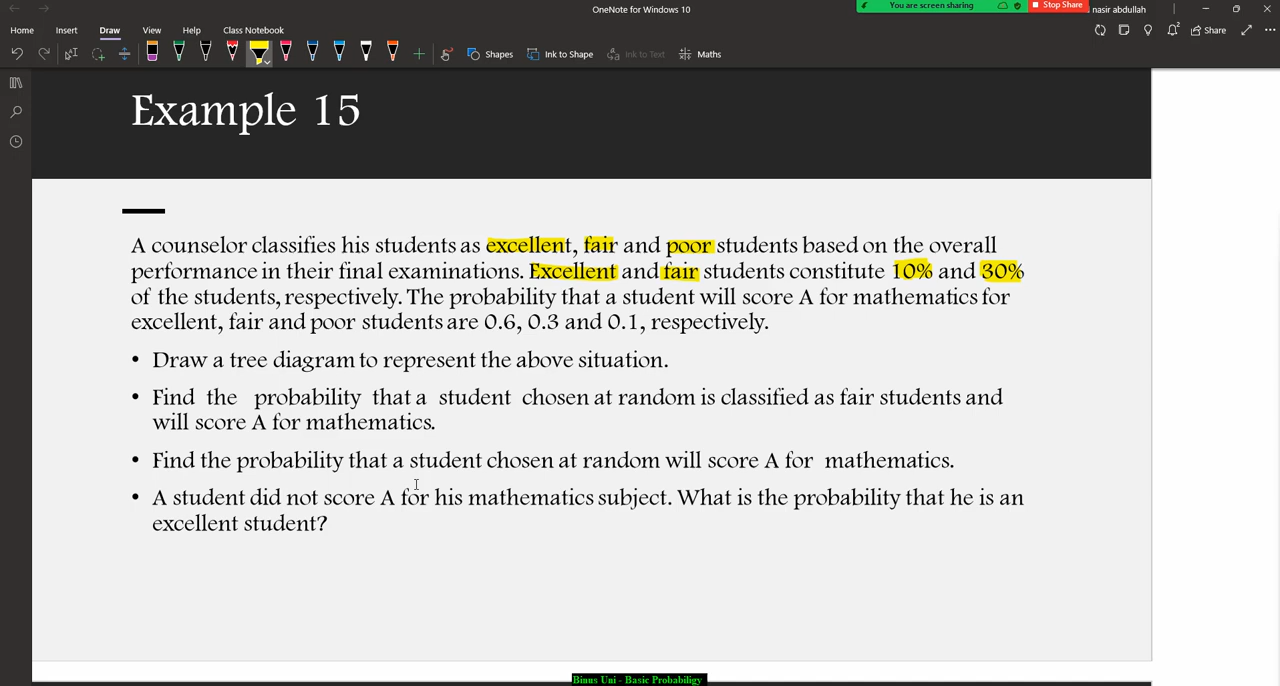 OneNote for Windows 10
You are screen sharing
Stop Share
nasir abdullah
Home
Insert
Draw
View
Help
Class Notebook
Share
Shapes
Ink to Shape
Ink to Text
Maths
Example 15
A counselor classifies his students as excellent, fair and poor students based on the overall
performance in their final examinations. Excellent and fair students constitute 10% and 30%
of the students, respectively. The probability that a student will score A for mathematics for
excellent, fair and poor students are 0.6, 0.3 and 0.1, respectively.
• Draw a tree diagram to represent the above situation.
• Find the probability that a student chosen at random is classified as fair students and
will score A for mathematics.
• Find the probability that a student chosen at random will score A for mathematics.
• A student did not score A for his mathematics subject. What is the probability that he is an
excellent student?
Binus Uni - Basic Probabiligy